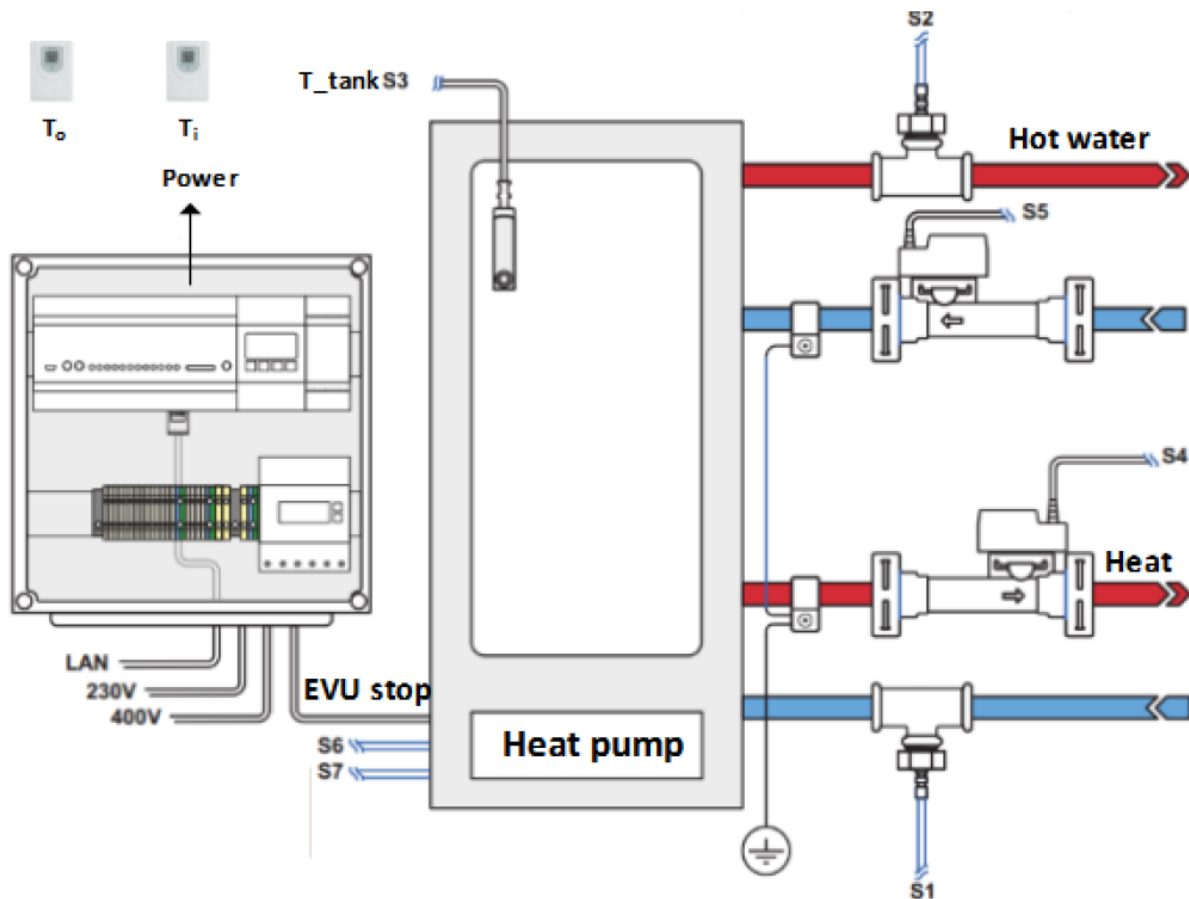 S2
T_tank S3
Tₒ
Tᵢ
Hot water
Power
S5
S4
Heat
LAN
230V
400V
EVU stop
S6
S7
Heat pump
S1